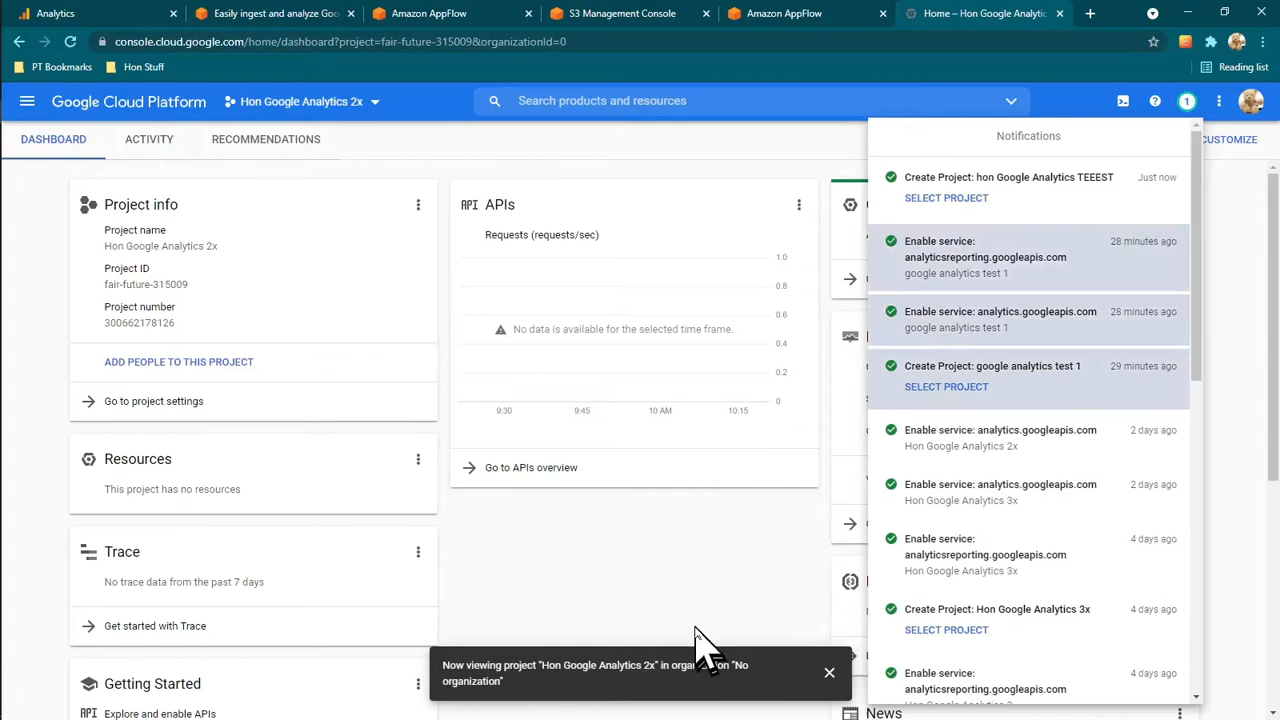 Analytics
Easily ingest and analyze Goo
Amazon AppFlow
S3 Management Console
Amazon AppFlow
Home – Hon Google Analytic
console.cloud.google.com/home/dashboard?project=fair-future-315009&organizationId=0
PT Bookmarks
Hon Stuff
Reading list
Google Cloud Platform
Hon Google Analytics 2x
Search products and resources
1
DASHBOARD
ACTIVITY
RECOMMENDATIONS
CUSTOMIZE
Project info
Project name
Hon Google Analytics 2x
Project ID
fair-future-315009
Project number
300662178126
ADD PEOPLE TO THIS PROJECT
Go to project settings
Resources
This project has no resources
Trace
No trace data from the past 7 days
Get started with Trace
Getting Started
API Explore and enable APIs
API APIs
Requests (requests/sec)
1.0
0.8
0.6
No data is available for the selected time frame.
0.4
0.2
0
9:30 9:45 10 AM 10:15
Go to APIs overview
Notifications
Create Project: hon Google Analytics TEEEST
Just now
SELECT PROJECT
Enable service:
28 minutes ago
analyticsreporting.googleapis.com
google analytics test 1
Enable service: analytics.googleapis.com
28 minutes ago
google analytics test 1
Create Project: google analytics test 1
29 minutes ago
SELECT PROJECT
Enable service: analytics.googleapis.com
2 days ago
Hon Google Analytics 2x
Enable service: analytics.googleapis.com
2 days ago
Hon Google Analytics 3x
Enable service:
4 days ago
analyticsreporting.googleapis.com
Hon Google Analytics 3x
Create Project: Hon Google Analytics 3x
4 days ago
SELECT PROJECT
Enable service:
4 days ago
analyticsreporting.googleapis.com
News
Now viewing project "Hon Google Analytics 2x" in "No
organization"